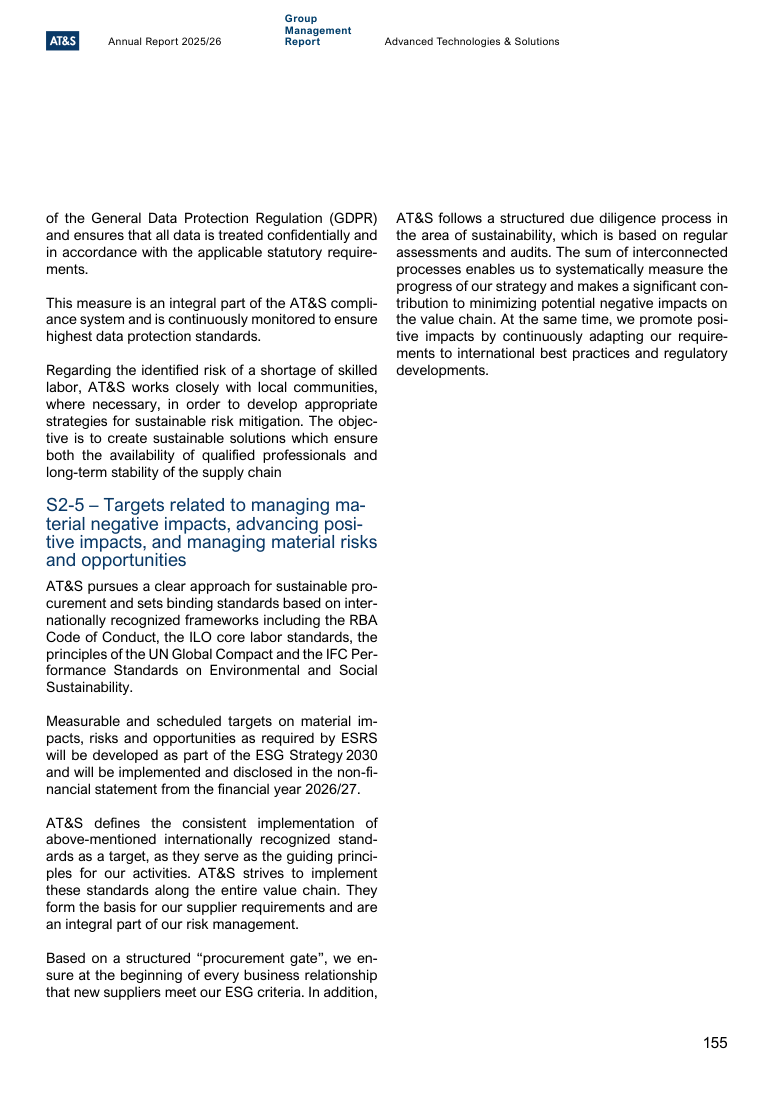 AT&S
Annual Report 2025/26
Group
Management
Report
Advanced Technologies & Solutions
of the General Data Protection Regulation (GDPR)
and ensures that all data is treated confidentially and
in accordance with the applicable statutory require-
ments.
This measure is an integral part of the AT&S compli-
ance system and is continuously monitored to ensure
highest data protection standards.
Regarding the identified risk of a shortage of skilled
labor, AT&S works closely with local communities,
where necessary, in order to develop appropriate
strategies for sustainable risk mitigation. The objec-
tive is to create sustainable solutions which ensure
both the availability of qualified professionals and
long-term stability of the supply chain
S2-5 – Targets related to managing ma-
terial negative impacts, advancing posi-
tive impacts, and managing material risks
and opportunities
AT&S pursues a clear approach for sustainable pro-
curement and sets binding standards based on inter-
nationally recognized frameworks including the RBA
Code of Conduct, the ILO core labor standards, the
principles of the UN Global Compact and the IFC Per-
formance Standards on Environmental and Social
Sustainability.
Measurable and scheduled targets on material im-
pacts, risks and opportunities as required by ESRS
will be developed as part of the ESG Strategy 2030
and will be implemented and disclosed in the non-fi-
nancial statement from the financial year 2026/27.
AT&S defines the consistent implementation of
above-mentioned internationally recognized stand-
ards as a target, as they serve as the guiding princi-
ples for our activities. AT&S strives to implement
these standards along the entire value chain. They
form the basis for our supplier requirements and are
an integral part of our risk management.
Based on a structured “procurement gate”, we en-
sure at the beginning of every business relationship
that new suppliers meet our ESG criteria. In addition,
AT&S follows a structured due diligence process in
the area of sustainability, which is based on regular
assessments and audits. The sum of interconnected
processes enables us to systematically measure the
progress of our strategy and makes a significant con-
tribution to minimizing potential negative impacts on
the value chain. At the same time, we promote posi-
tive impacts by continuously adapting our require-
ments to international best practices and regulatory
developments.
155